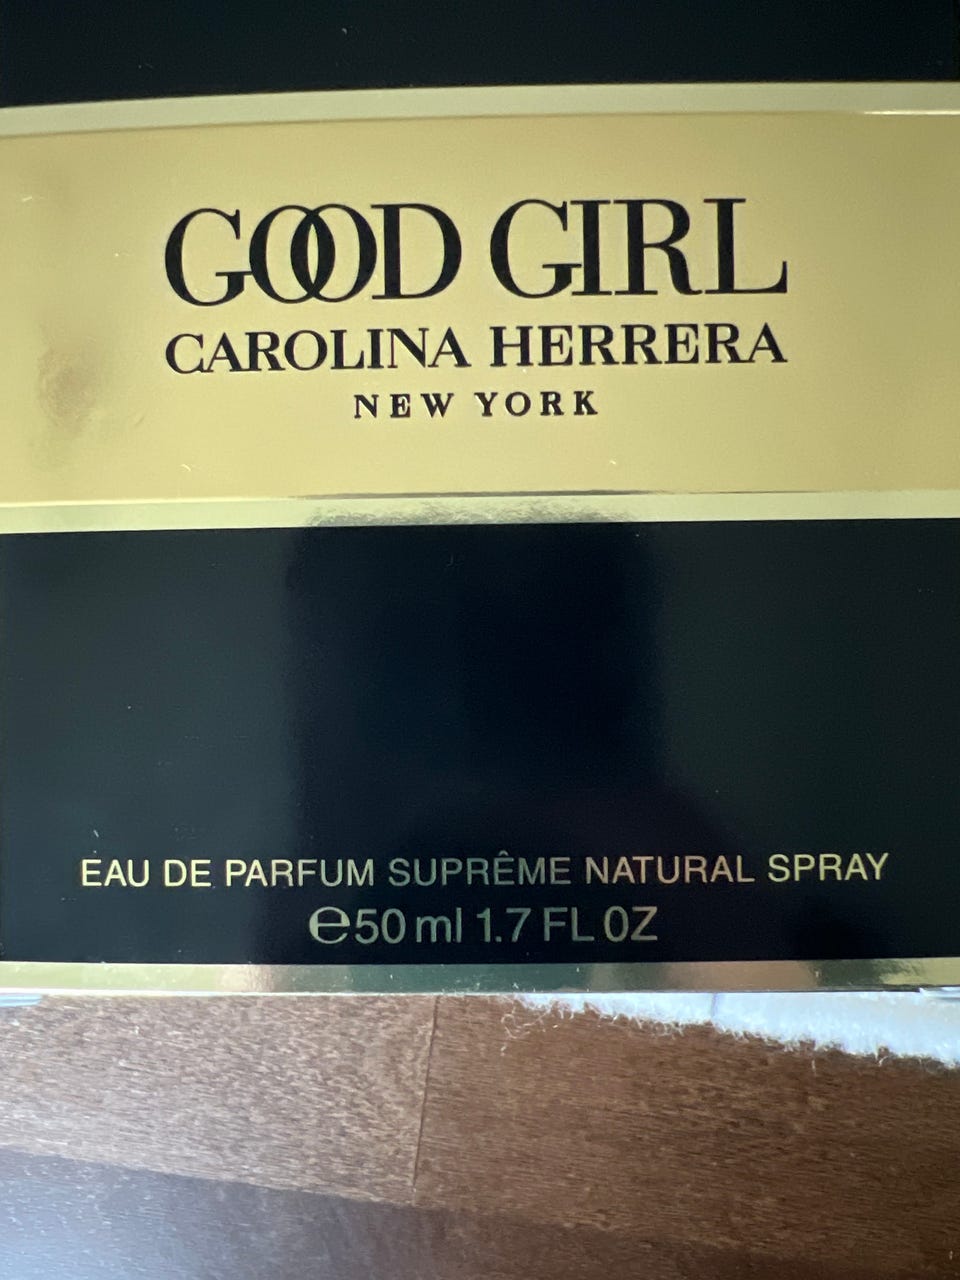 GOOD GIRL
CAROLINA HERRERA
NEW YORK
EAU DE PARFUM SUPRÊME NATURAL SPRAY
℮50 ml 1.7 FL OZ